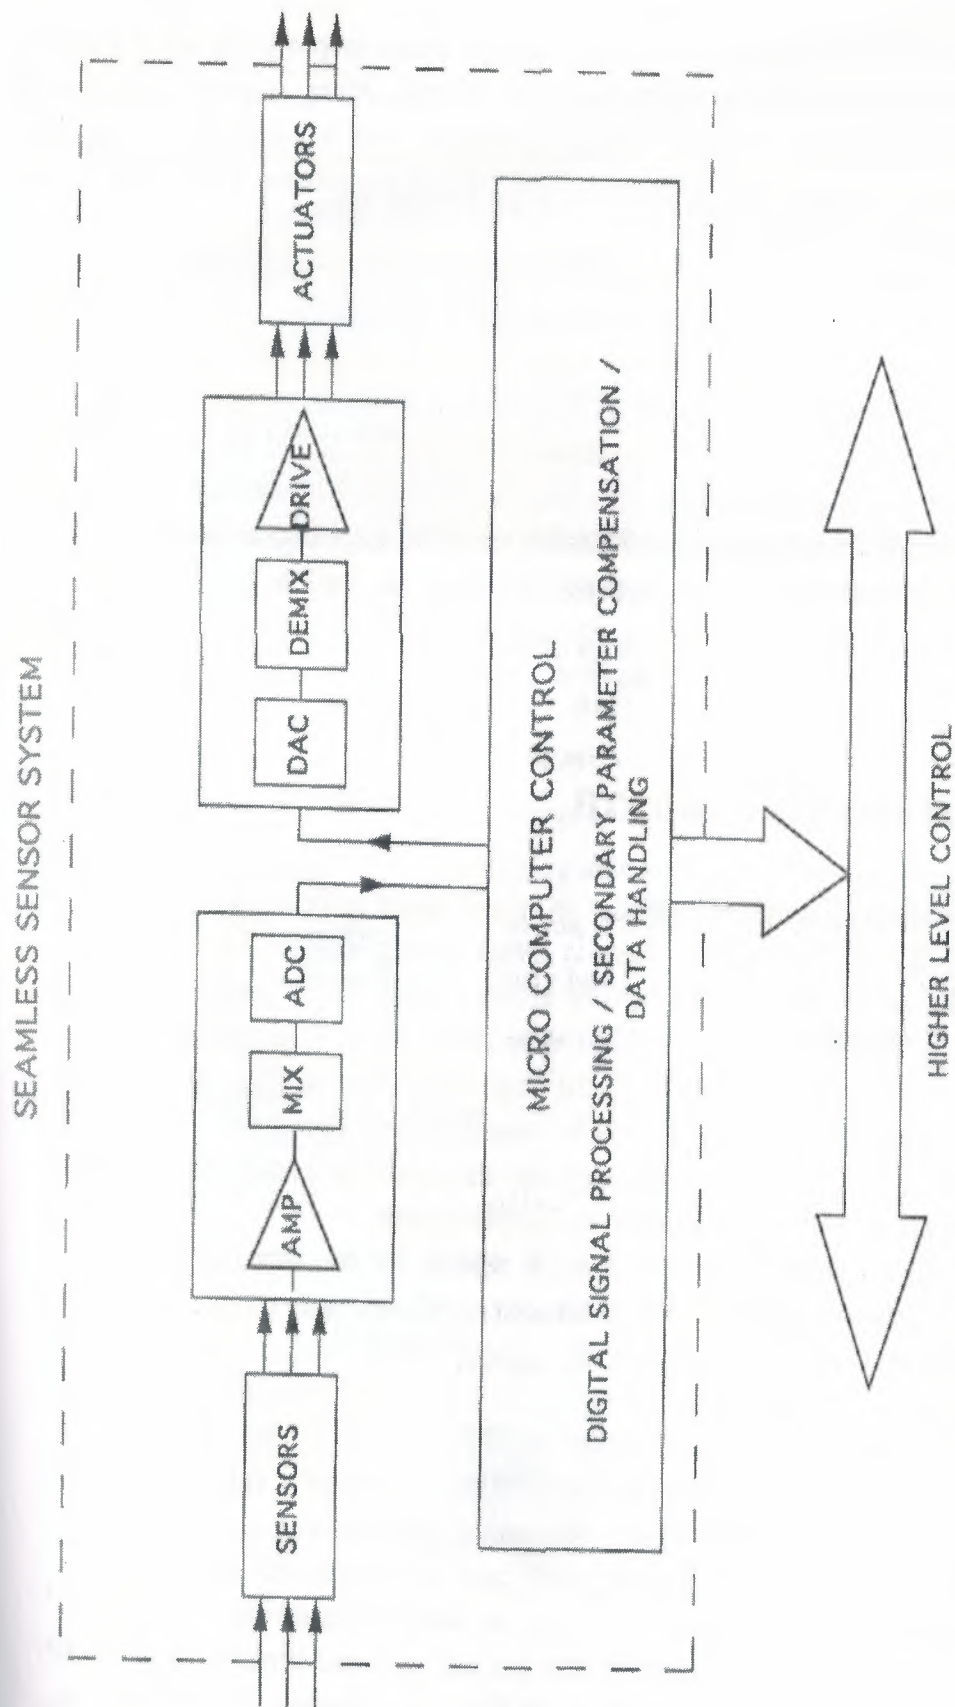 SEAMLESS SENSOR SYSTEM
SENSORS
AMP
MIX
ADC
DAC
DEMIX
DRIVE
ACTUATORS
MICRO COMPUTER CONTROL
DIGITAL SIGNAL PROCESSING / SECONDARY PARAMETER COMPENSATION /
DATA HANDLING
HIGHER LEVEL CONTROL